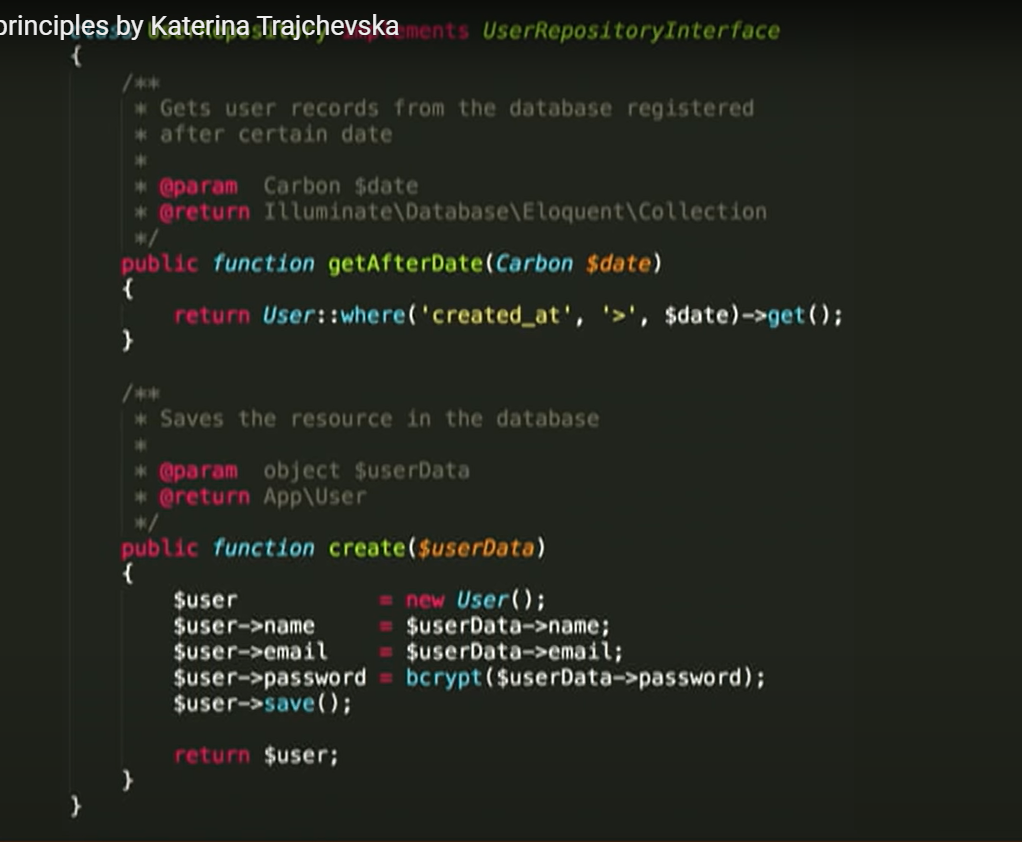 principles by Katerina Trajchevska
class UserRepository implements UserRepositoryInterface
{
/**
* Gets user records from the database registered
* after certain date
*
* @param  Carbon $date
* @return Illuminate\Database\Eloquent\Collection
*/
public function getAfterDate(Carbon $date)
{
return User::where('created_at', '>', $date)->get();
}
/**
* Saves the resource in the database
*
* @param  object $userData
* @return App\User
*/
public function create($userData)
{
$user           = new User();
$user->name     = $userData->name;
$user->email    = $userData->email;
$user->password = bcrypt($userData->password);
$user->save();
return $user;
}
}